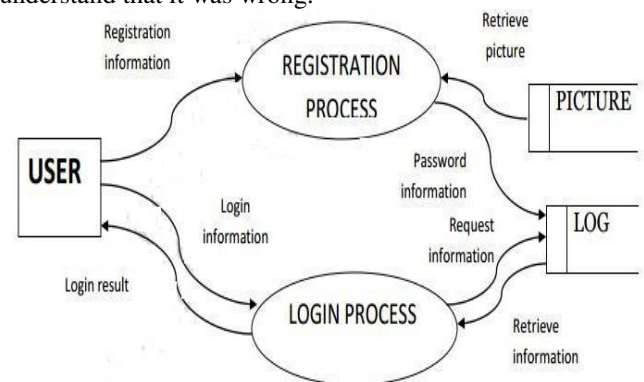 understand that it was wrong.
Registration
information
Retrieve
picture
REGISTRATION
PROCESS
PICTURE
USER
Password
information
Login
information
Request
information
LOG
Login result
LOGIN PROCESS
Retrieve
information